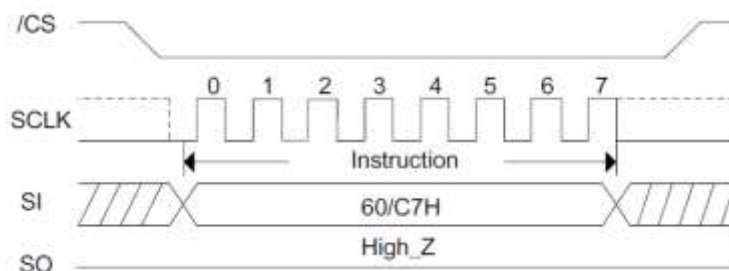 /CS
0 1 2 3 4 5 6 7
SCLK
Instruction
SI
60/C7H
High_Z
SO